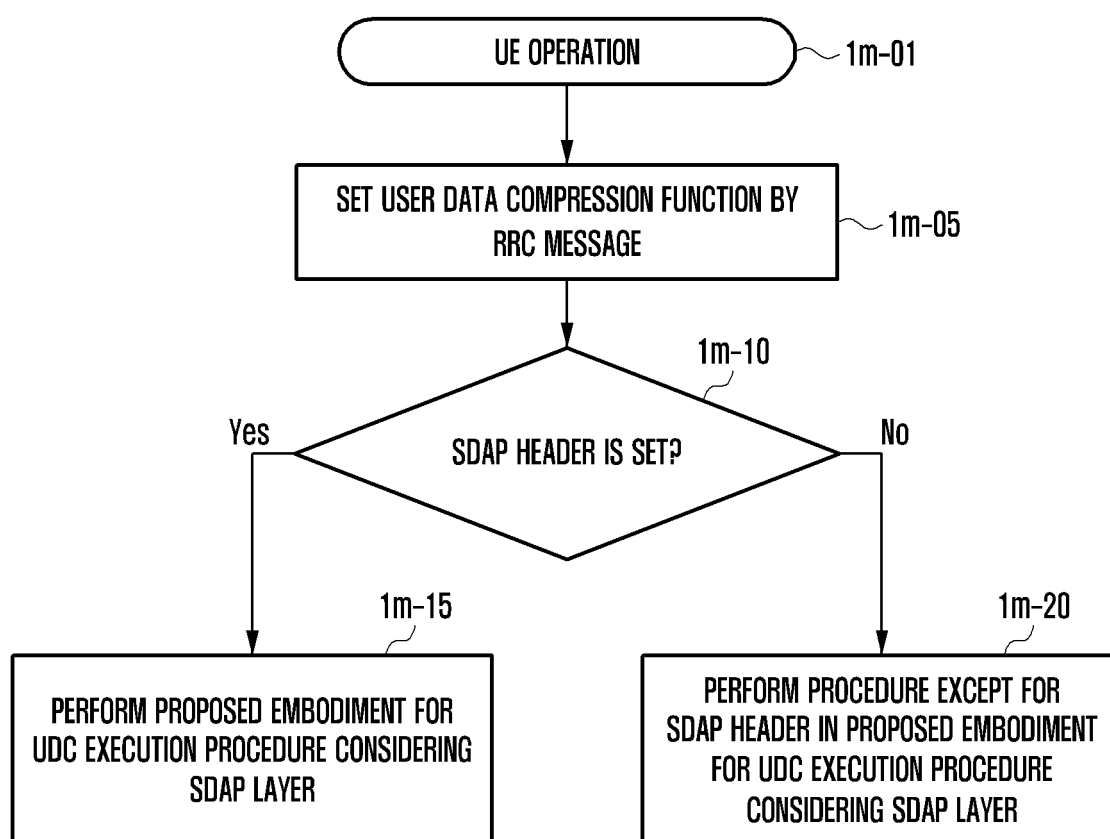 UE OPERATION
1m-01
SET USER DATA COMPRESSION FUNCTION BY
RRC MESSAGE
1m-05
1m-10
SDAP HEADER IS SET?
Yes
No
1m-15
PERFORM PROPOSED EMBODIMENT FOR
UDC EXECUTION PROCEDURE CONSIDERING
SDAP LAYER
1m-20
PERFORM PROCEDURE EXCEPT FOR
SDAP HEADER IN PROPOSED EMBODIMENT
FOR UDC EXECUTION PROCEDURE
CONSIDERING SDAP LAYER